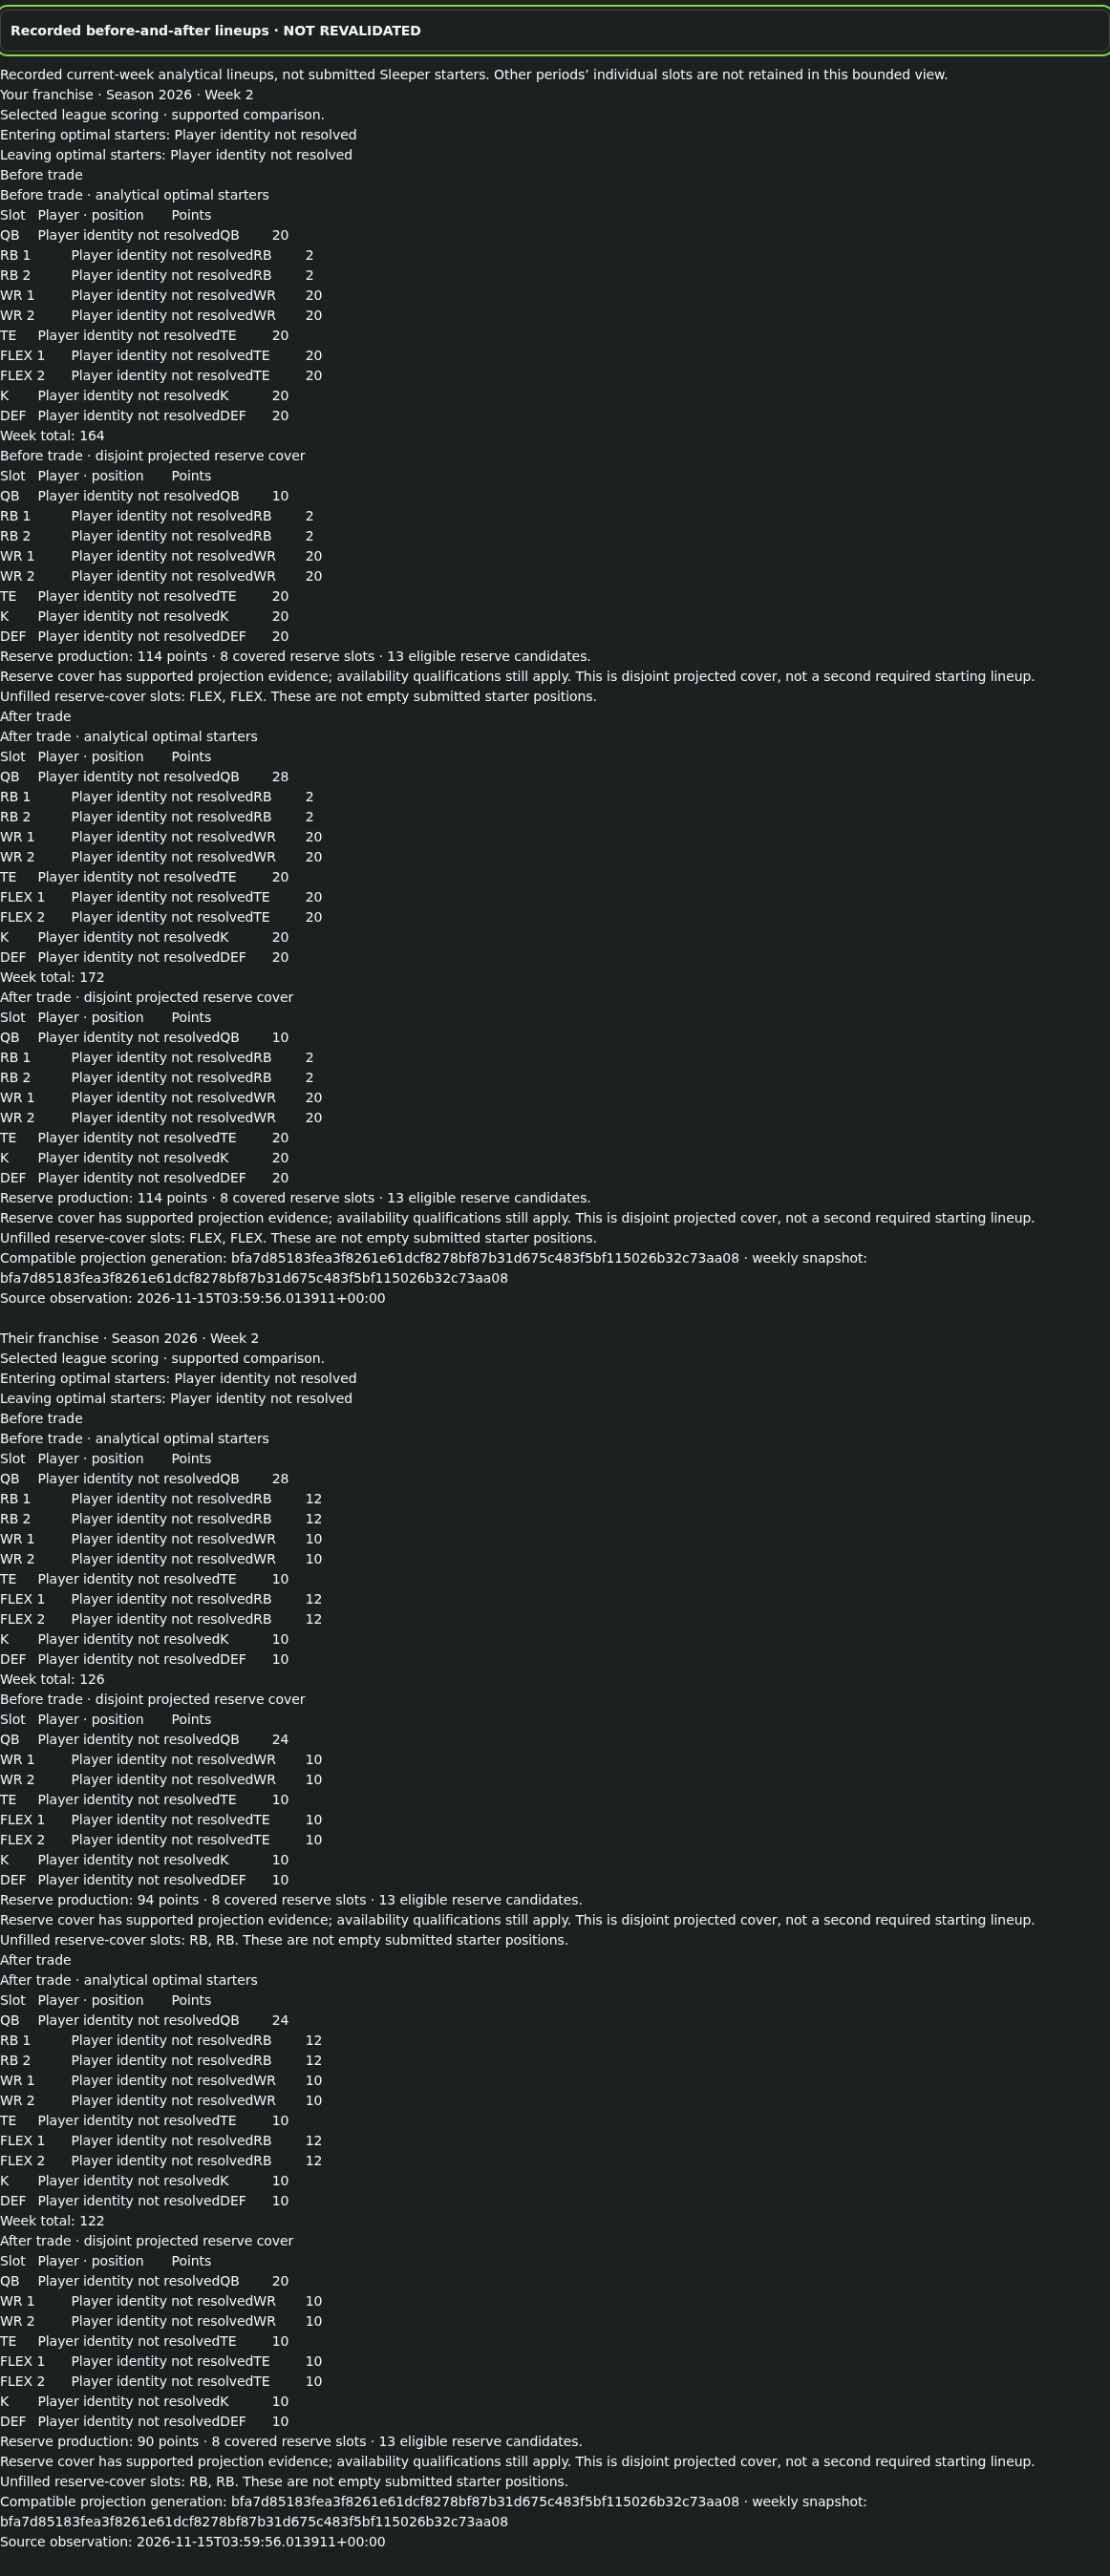 Recorded before-and-after lineups · NOT REVALIDATED
Recorded current-week analytical lineups, not submitted Sleeper starters. Other periods’ individual slots are not retained in this bounded view.
Your franchise · Season 2026 · Week 2
Selected league scoring · supported comparison.
Entering optimal starters: Player identity not resolved
Leaving optimal starters: Player identity not resolved
Before trade
Before trade · analytical optimal starters
Slot Player · position Points
QB Player identity not resolvedQB 20
RB 1 Player identity not resolvedRB 2
RB 2 Player identity not resolvedRB 2
WR 1 Player identity not resolvedWR 20
WR 2 Player identity not resolvedWR 20
TE Player identity not resolvedTE 20
FLEX 1 Player identity not resolvedTE 20
FLEX 2 Player identity not resolvedTE 20
K Player identity not resolvedK 20
DEF Player identity not resolvedDEF 20
Week total: 164
Before trade · disjoint projected reserve cover
Slot Player · position Points
QB Player identity not resolvedQB 10
RB 1 Player identity not resolvedRB 2
RB 2 Player identity not resolvedRB 2
WR 1 Player identity not resolvedWR 20
WR 2 Player identity not resolvedWR 20
TE Player identity not resolvedTE 20
K Player identity not resolvedK 20
DEF Player identity not resolvedDEF 20
Reserve production: 114 points · 8 covered reserve slots · 13 eligible reserve candidates.
Reserve cover has supported projection evidence; availability qualifications still apply. This is disjoint projected cover, not a second required starting lineup.
Unfilled reserve-cover slots: FLEX, FLEX. These are not empty submitted starter positions.
After trade
After trade · analytical optimal starters
Slot Player · position Points
QB Player identity not resolvedQB 28
RB 1 Player identity not resolvedRB 2
RB 2 Player identity not resolvedRB 2
WR 1 Player identity not resolvedWR 20
WR 2 Player identity not resolvedWR 20
TE Player identity not resolvedTE 20
FLEX 1 Player identity not resolvedTE 20
FLEX 2 Player identity not resolvedTE 20
K Player identity not resolvedK 20
DEF Player identity not resolvedDEF 20
Week total: 172
After trade · disjoint projected reserve cover
Slot Player · position Points
QB Player identity not resolvedQB 10
RB 1 Player identity not resolvedRB 2
RB 2 Player identity not resolvedRB 2
WR 1 Player identity not resolvedWR 20
WR 2 Player identity not resolvedWR 20
TE Player identity not resolvedTE 20
K Player identity not resolvedK 20
DEF Player identity not resolvedDEF 20
Reserve production: 114 points · 8 covered reserve slots · 13 eligible reserve candidates.
Reserve cover has supported projection evidence; availability qualifications still apply. This is disjoint projected cover, not a second required starting lineup.
Unfilled reserve-cover slots: FLEX, FLEX. These are not empty submitted starter positions.
Compatible projection generation: bfa7d85183fea3f8261e61dcf8278bf87b31d675c483f5bf115026b32c73aa08 · weekly snapshot:
bfa7d85183fea3f8261e61dcf8278bf87b31d675c483f5bf115026b32c73aa08
Source observation: 2026-11-15T03:59:56.013911+00:00
Their franchise · Season 2026 · Week 2
Selected league scoring · supported comparison.
Entering optimal starters: Player identity not resolved
Leaving optimal starters: Player identity not resolved
Before trade
Before trade · analytical optimal starters
Slot Player · position Points
QB Player identity not resolvedQB 28
RB 1 Player identity not resolvedRB 12
RB 2 Player identity not resolvedRB 12
WR 1 Player identity not resolvedWR 10
WR 2 Player identity not resolvedWR 10
TE Player identity not resolvedTE 10
FLEX 1 Player identity not resolvedRB 12
FLEX 2 Player identity not resolvedRB 12
K Player identity not resolvedK 10
DEF Player identity not resolvedDEF 10
Week total: 126
Before trade · disjoint projected reserve cover
Slot Player · position Points
QB Player identity not resolvedQB 24
WR 1 Player identity not resolvedWR 10
WR 2 Player identity not resolvedWR 10
TE Player identity not resolvedTE 10
FLEX 1 Player identity not resolvedTE 10
FLEX 2 Player identity not resolvedTE 10
K Player identity not resolvedK 10
DEF Player identity not resolvedDEF 10
Reserve production: 94 points · 8 covered reserve slots · 13 eligible reserve candidates.
Reserve cover has supported projection evidence; availability qualifications still apply. This is disjoint projected cover, not a second required starting lineup.
Unfilled reserve-cover slots: RB, RB. These are not empty submitted starter positions.
After trade
After trade · analytical optimal starters
Slot Player · position Points
QB Player identity not resolvedQB 24
RB 1 Player identity not resolvedRB 12
RB 2 Player identity not resolvedRB 12
WR 1 Player identity not resolvedWR 10
WR 2 Player identity not resolvedWR 10
TE Player identity not resolvedTE 10
FLEX 1 Player identity not resolvedRB 12
FLEX 2 Player identity not resolvedRB 12
K Player identity not resolvedK 10
DEF Player identity not resolvedDEF 10
Week total: 122
After trade · disjoint projected reserve cover
Slot Player · position Points
QB Player identity not resolvedQB 20
WR 1 Player identity not resolvedWR 10
WR 2 Player identity not resolvedWR 10
TE Player identity not resolvedTE 10
FLEX 1 Player identity not resolvedTE 10
FLEX 2 Player identity not resolvedTE 10
K Player identity not resolvedK 10
DEF Player identity not resolvedDEF 10
Reserve production: 90 points · 8 covered reserve slots · 13 eligible reserve candidates.
Reserve cover has supported projection evidence; availability qualifications still apply. This is disjoint projected cover, not a second required starting lineup.
Unfilled reserve-cover slots: RB, RB. These are not empty submitted starter positions.
Compatible projection generation: bfa7d85183fea3f8261e61dcf8278bf87b31d675c483f5bf115026b32c73aa08 · weekly snapshot:
bfa7d85183fea3f8261e61dcf8278bf87b31d675c483f5bf115026b32c73aa08
Source observation: 2026-11-15T03:59:56.013911+00:00